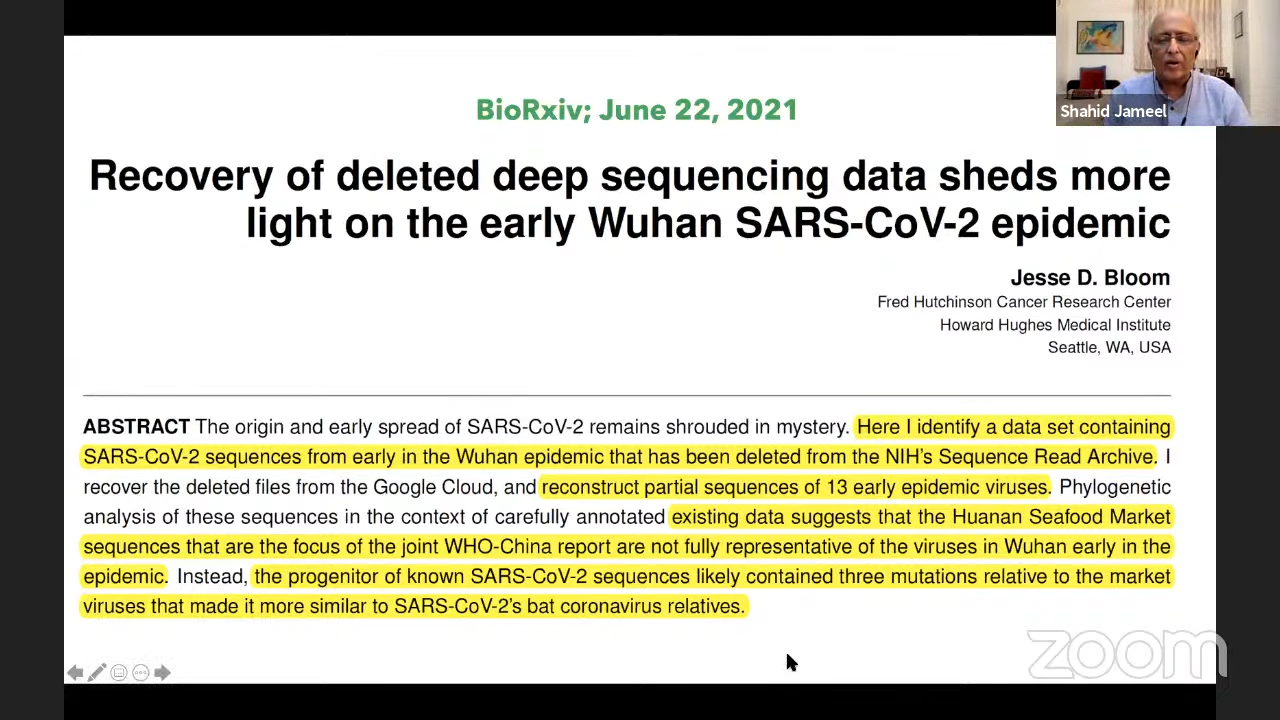 BioRxiv; June 22, 2021
Shahid Jameel
Recovery of deleted deep sequencing data sheds more
light on the early Wuhan SARS-CoV-2 epidemic
Jesse D. Bloom
Fred Hutchinson Cancer Research Center
Howard Hughes Medical Institute
Seattle, WA, USA
ABSTRACT The origin and early spread of SARS-CoV-2 remains shrouded in mystery. Here I identify a data set containing
SARS-CoV-2 sequences from early in the Wuhan epidemic that has been deleted from the NIH's Sequence Read Archive. I
recover the deleted files from the Google Cloud, and reconstruct partial sequences of 13 early epidemic viruses. Phylogenetic
analysis of these sequences in the context of carefully annotated existing data suggests that the Huanan Seafood Market
sequences that are the focus of the joint WHO-China report are not fully representative of the viruses in Wuhan early in the
epidemic. Instead, the progenitor of known SARS-CoV-2 sequences likely contained three mutations relative to the market
viruses that made it more similar to SARS-CoV-2's bat coronavirus relatives.
zoom